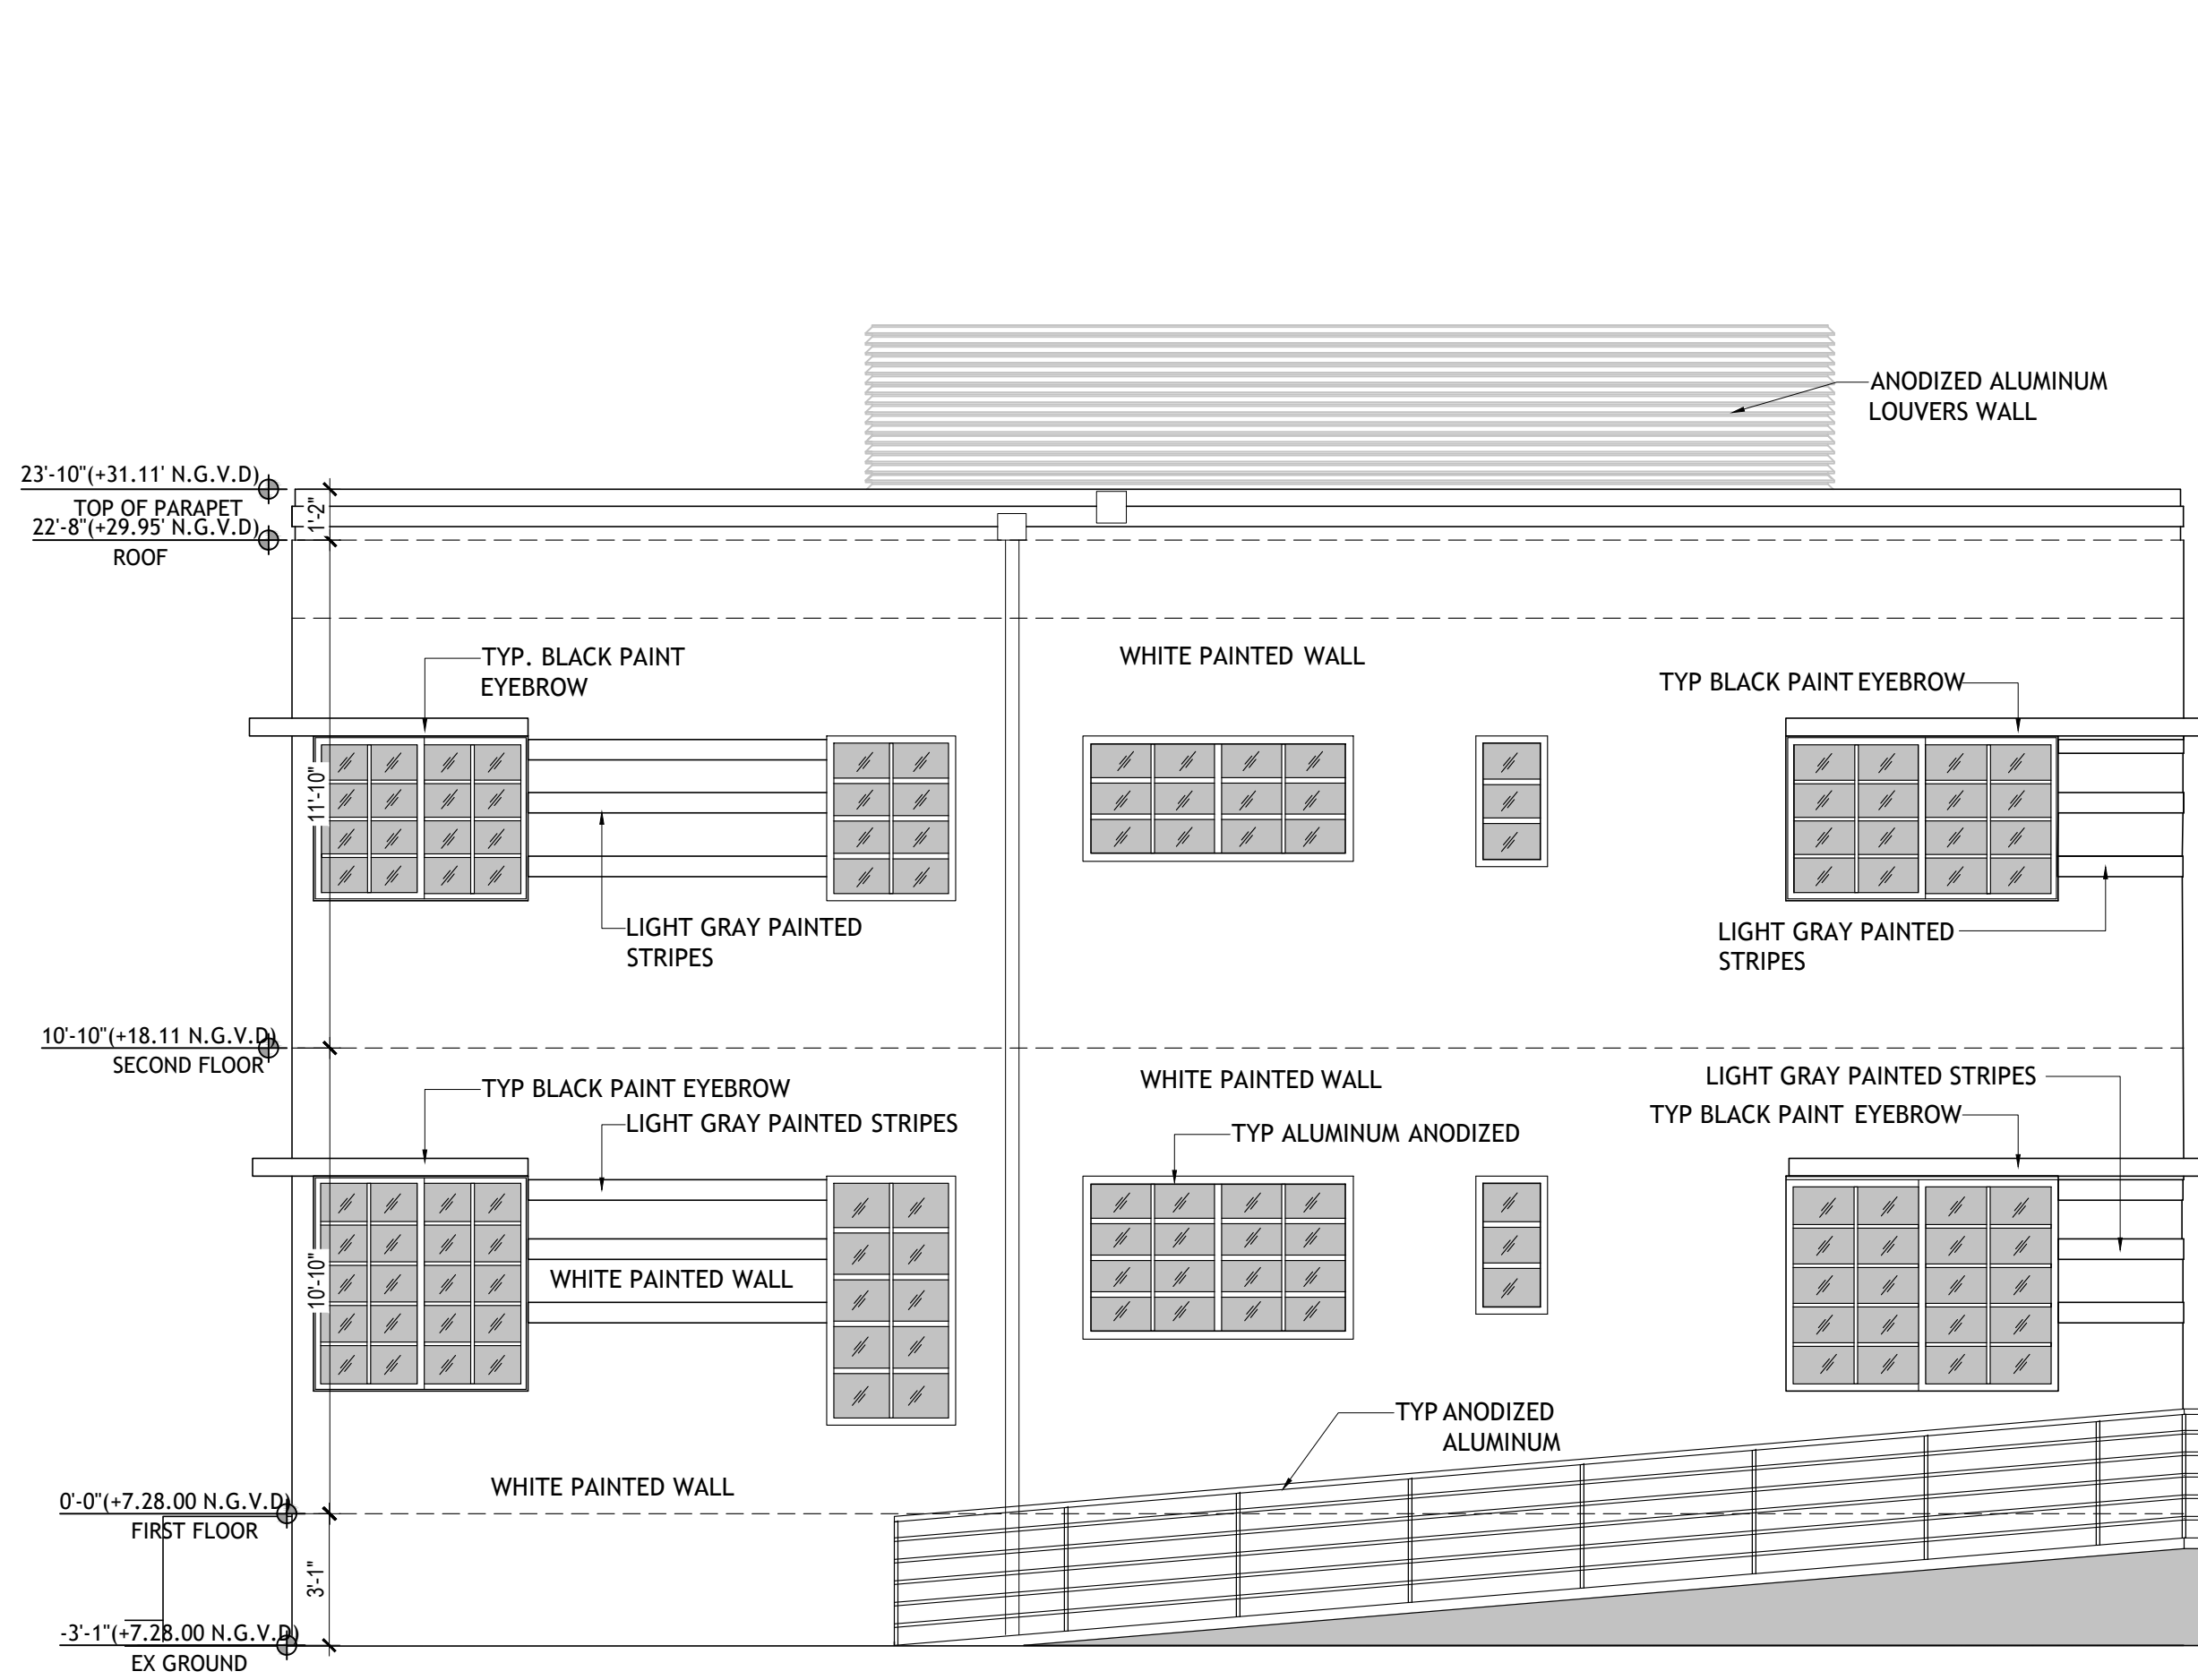 ANODIZED ALUMINUM
LOUVERS WALL
23'-10"(+31.11' N.G.V.D)
TOP OF PARAPET
1'-2"
22'-8"(+29.95' N.G.V.D)
ROOF
TYP. BLACK PAINT
EYEBROW
WHITE PAINTED WALL
TYP BLACK PAINT EYEBROW
11'-10"
LIGHT GRAY PAINTED
STRIPES
LIGHT GRAY PAINTED
STRIPES
10'-10"(+18.11 N.G.V.D)
SECOND FLOOR
TYP BLACK PAINT EYEBROW
LIGHT GRAY PAINTED STRIPES
WHITE PAINTED WALL
TYP ALUMINUM ANODIZED
LIGHT GRAY PAINTED STRIPES
TYP BLACK PAINT EYEBROW
10'-10"
WHITE PAINTED WALL
TYP ANODIZED
ALUMINUM
WHITE PAINTED WALL
0'-0"(+7.28.00 N.G.V.D)
FIRST FLOOR
3'-1"
-3'-1"(+7.28.00 N.G.V.D)
EX GROUND